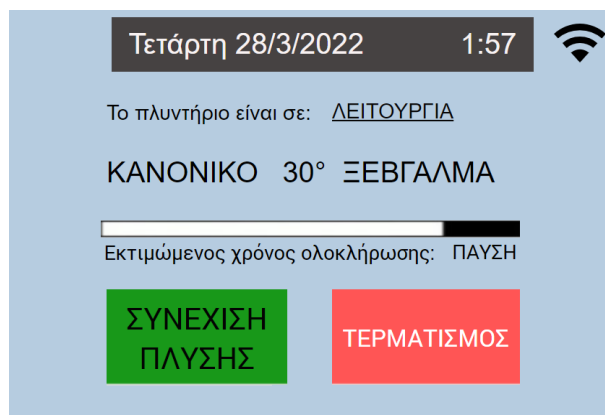 Τετάρτη 28/3/2022 1:57
Το πλυντήριο είναι σε: ΛΕΙΤΟΥΡΓΙΑ
ΚΑΝΟΝΙΚΟ 30° ΞΕΒΓΑΛΜΑ
Εκτιμώμενος χρόνος ολοκλήρωσης: ΠΑΥΣΗ
ΣΥΝΕΧΙΣΗ
ΠΛΥΣΗΣ
ΤΕΡΜΑΤΙΣΜΟΣ